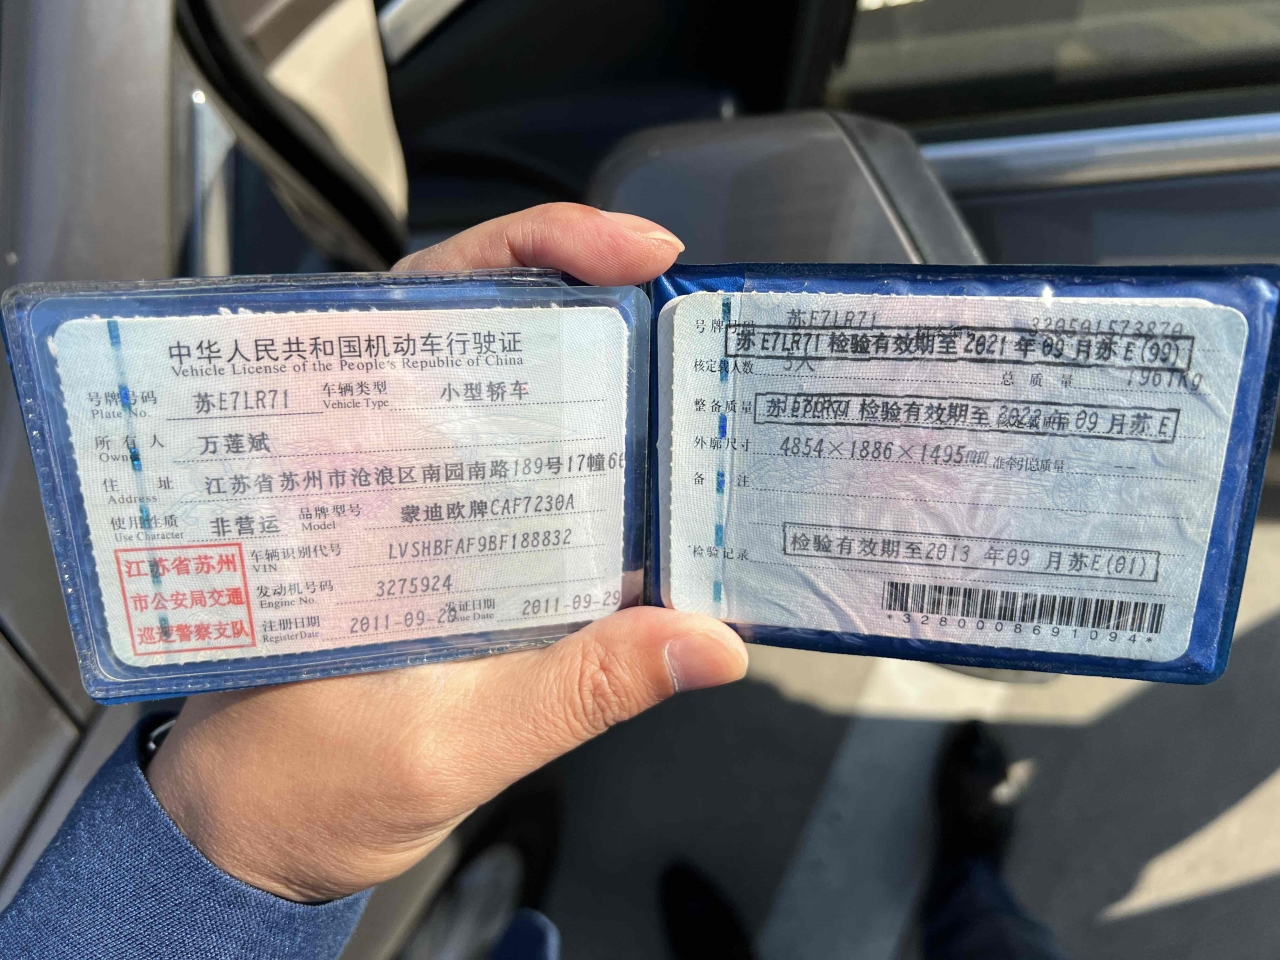 中华人民共和国机动车行驶证
Vehicle License of the People's Republic of China
号牌号码 苏E7LR71 车辆类型 小型轿车
Plate No. Vehicle Type
所有人 万莲斌
Owner
住址 江苏省苏州市沧浪区南园南路189号17幢6
Address
使用性质 非营运 品牌型号 蒙迪欧牌CAF7230A
Use Character Model
江苏省苏州
市公安局交通
巡逻警察支队
车辆识别代号 LVSHBFAF9BF188832
VIN
发动机号码 3275924
Engine No.
注册日期 2011-09-28 发证日期 2011-09-29
Register Date Issue Date
号牌号码 苏E7LR71 320501573870
苏E7LR71 检验有效期至2021年09月苏E(99)
核定载人数 5人 总质量 1961Kg
整备质量
苏E7LR71 检验有效期至2023年09月苏E
外廓尺寸 4854×1886×1495mm 准牵引总质量 --
备注
检验记录 检验有效期至2013年09月苏E(01)
*3280008691094*